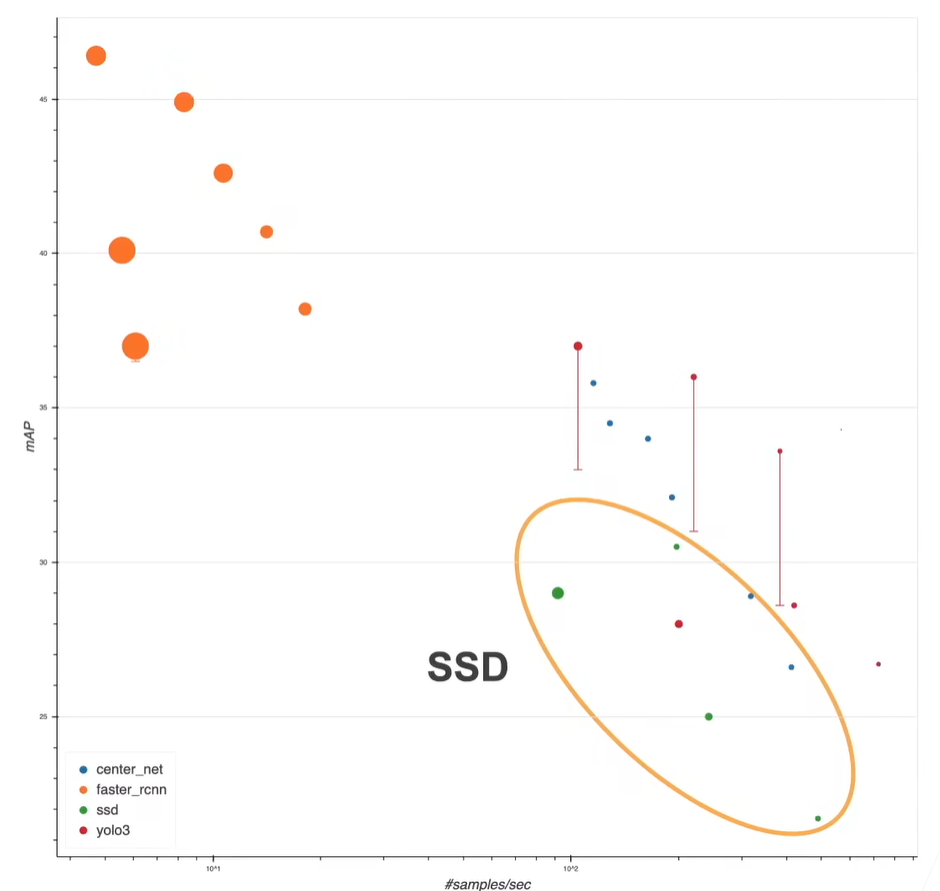 45
40
mAP
35
30
SSD
25
center_net
faster_rcnn
ssd
yolo3
10^1
10^2
#samples/sec